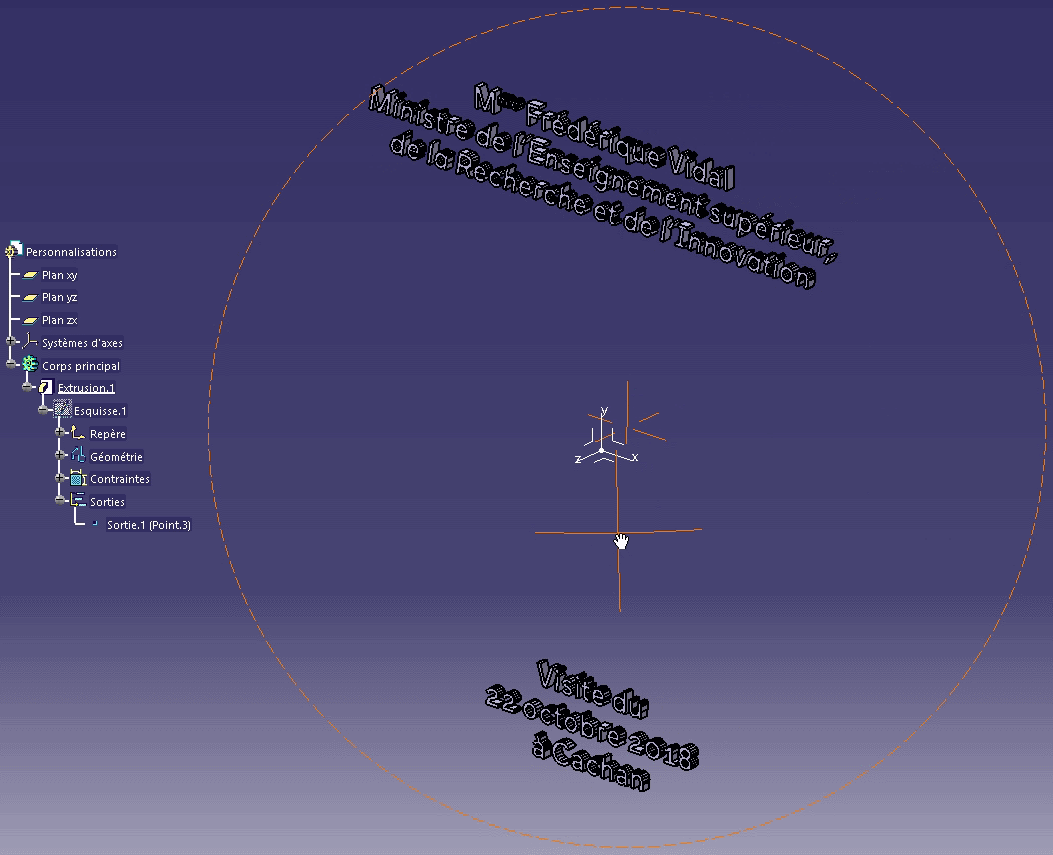 Mme Frédérique Vidal
Ministre de l'Enseignement supérieur,
de la Recherche et de l'Innovation
Personnalisations
Plan xy
Plan yz
Plan zx
Systèmes d'axes
Corps principal
Extrusion.1
Esquisse.1
Repère
Géométrie
Contraintes
Sorties
Sortie.1 (Point.3)
y
z
x
Visite du
22 octobre 2018
à Cachan